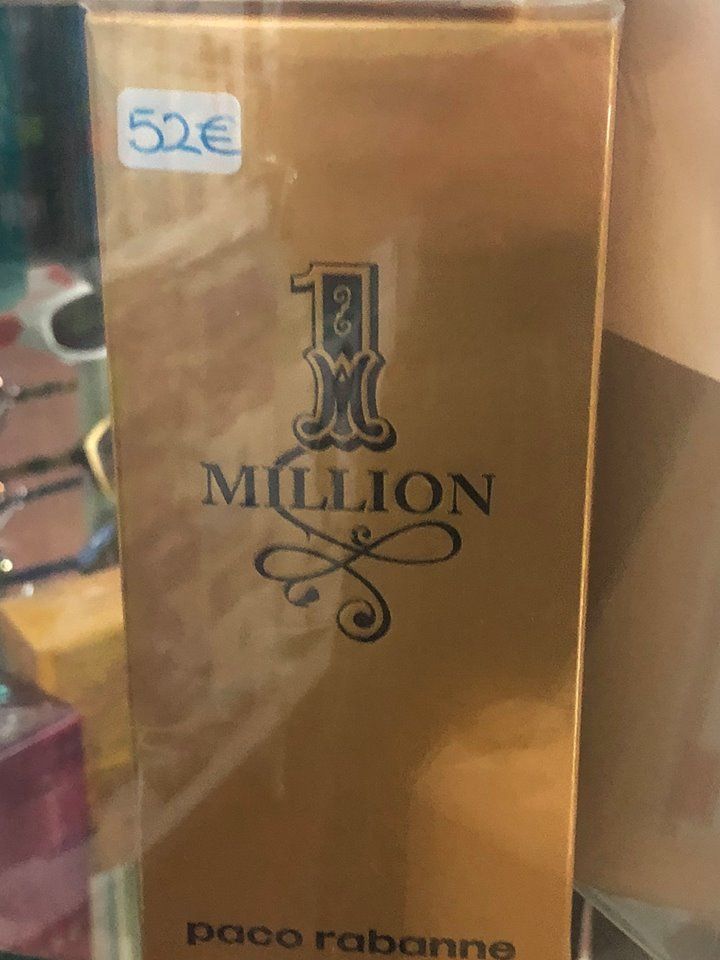 52€
1
MILLION
paco rabanne